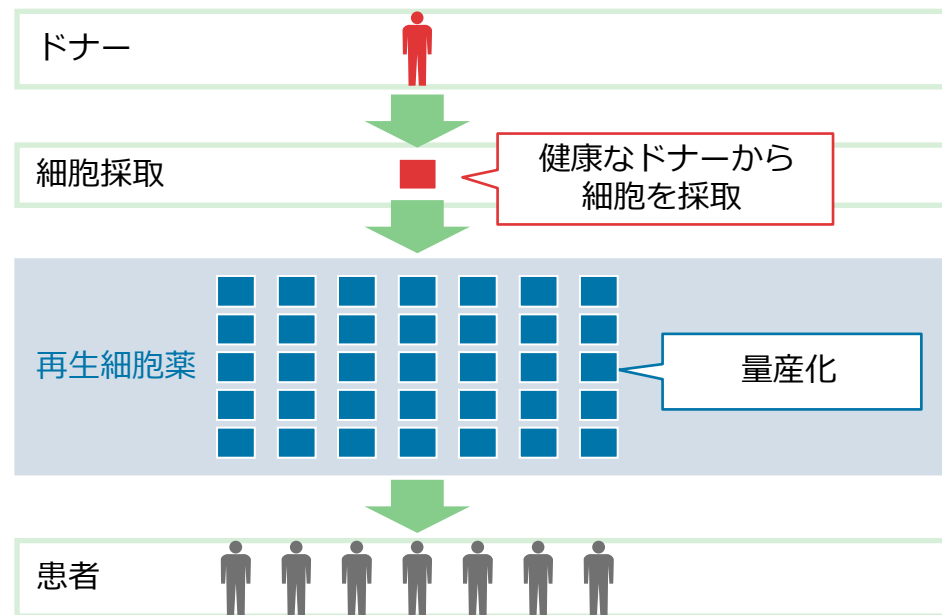 ドナー
細胞採取
健康なドナーから
細胞を採取
再生細胞薬
量産化
患者